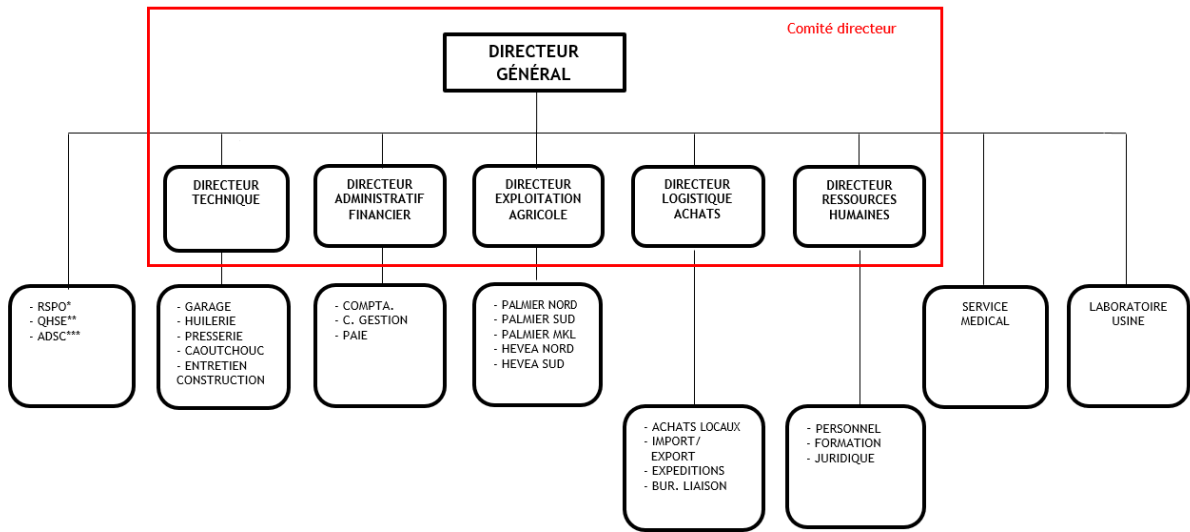 Comité directeur
DIRECTEUR
GÉNÉRAL
DIRECTEUR
TECHNIQUE
DIRECTEUR
ADMINISTRATIF
FINANCIER
DIRECTEUR
EXPLOITATION
AGRICOLE
DIRECTEUR
LOGISTIQUE
ACHATS
DIRECTEUR
RESSOURCES
HUMAINES
- RSPO*
- QHSE**
- ADSC***
- GARAGE
- HUILERIE
- PRESSERIE
- CAOUTCHOUC
- ENTRETIEN
CONSTRUCTION
- COMPTA.
- C. GESTION
- PAIE
- PALMIER NORD
- PALMIER SUD
- PALMIER MKL
- HEVEA NORD
- HEVEA SUD
SERVICE
MEDICAL
LABORATOIRE
USINE
- ACHATS LOCAUX
- IMPORT/
EXPORT
- EXPEDITIONS
- BUR. LIAISON
- PERSONNEL
- FORMATION
- JURIDIQUE